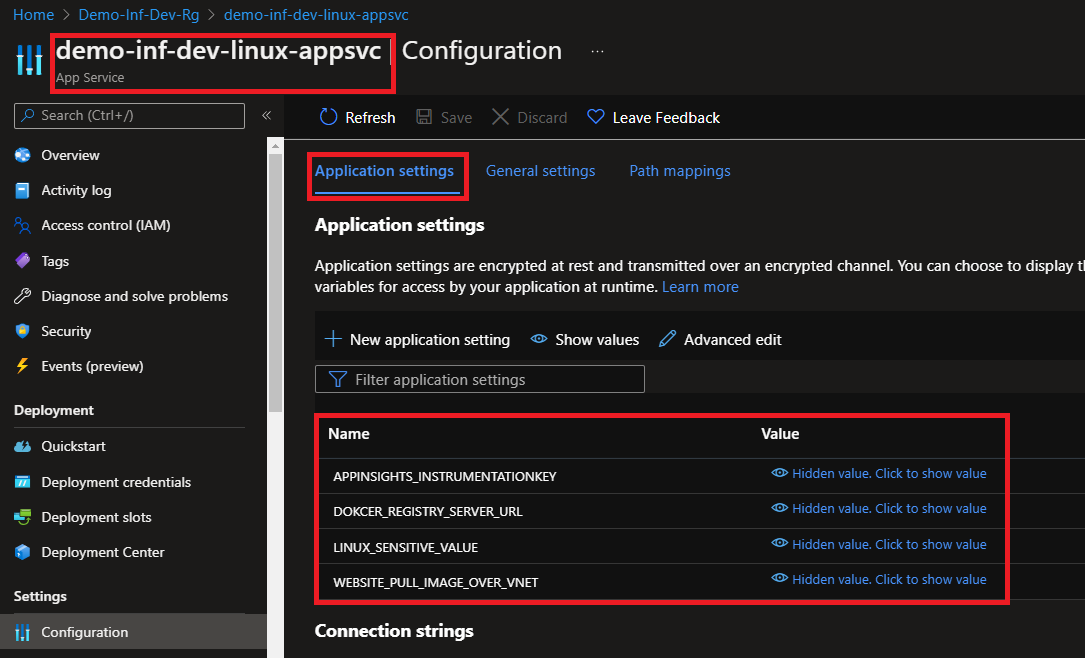 Home > Demo-Inf-Dev-Rg > demo-inf-dev-linux-appsvc
demo-inf-dev-linux-appsvc | Configuration ...
App Service
Search (Ctrl+/)
«
Refresh Save Discard Leave Feedback
Overview
Activity log
Access control (IAM)
Tags
Diagnose and solve problems
Security
Events (preview)
Deployment
Quickstart
Deployment credentials
Deployment slots
Deployment Center
Settings
Configuration
Application settings General settings Path mappings
Application settings
Application settings are encrypted at rest and transmitted over an encrypted channel. You can choose to display
variables for access by your application at runtime. Learn more
New application setting Show values Advanced edit
Filter application settings
Name Value
APPINSIGHTS_INSTRUMENTATIONKEY Hidden value. Click to show value
DOKCER_REGISTRY_SERVER_URL Hidden value. Click to show value
LINUX_SENSITIVE_VALUE Hidden value. Click to show value
WEBSITE_PULL_IMAGE_OVER_VNET Hidden value. Click to show value
Connection strings